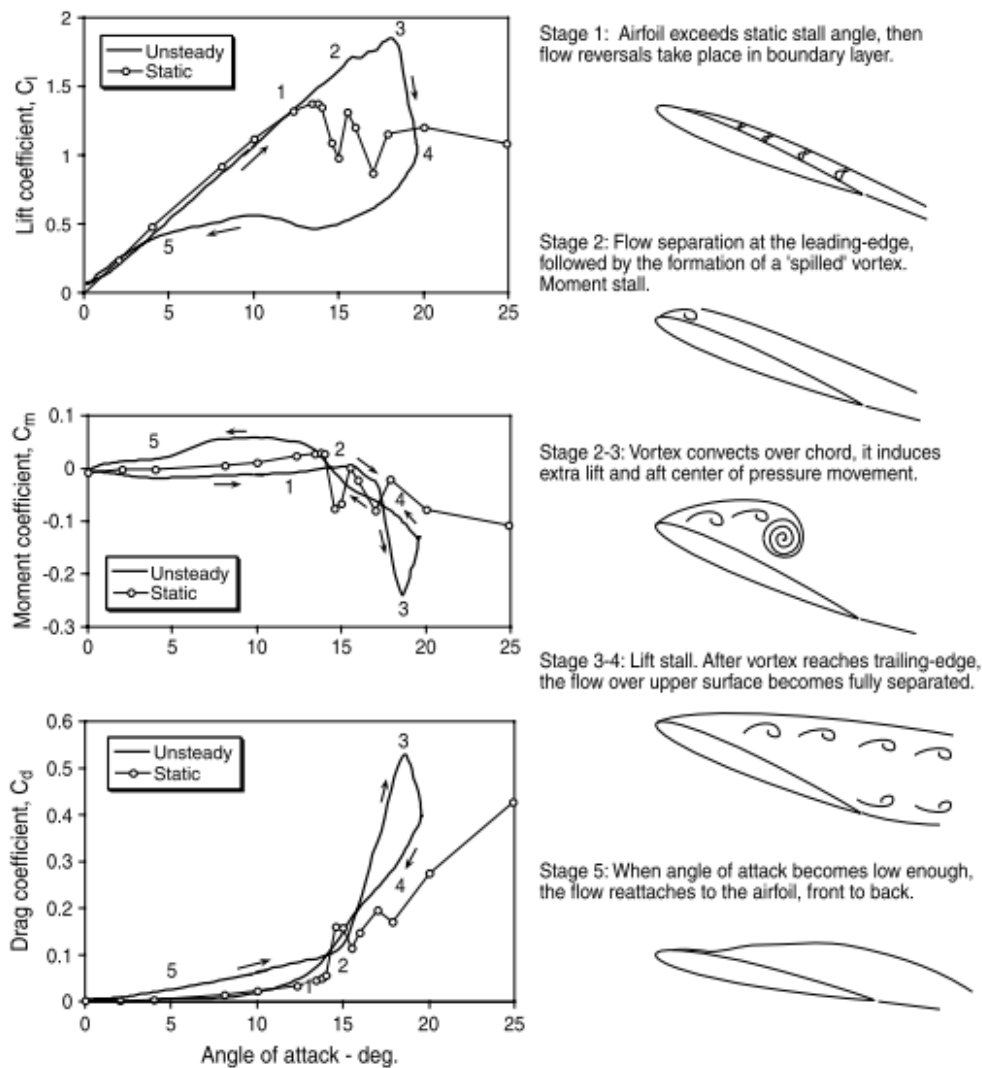 2
1.5
1
0.5
0
Lift coefficient, Cl
Unsteady
Static
1
2
3
4
5
0 5 10 15 20 25
0.1
0
-0.1
-0.2
-0.3
Moment coefficient, Cm
Unsteady
Static
5
1
2
4
3
0 5 10 15 20 25
0.6
0.5
0.4
0.3
0.2
0.1
0
Drag coefficient, Cd
Unsteady
Static
3
4
5
2
1
0 5 10 15 20 25
Angle of attack - deg.
Stage 1: Airfoil exceeds static stall angle, then
flow reversals take place in boundary layer.
Stage 2: Flow separation at the leading-edge,
followed by the formation of a 'spilled' vortex.
Moment stall.
Stage 2-3: Vortex convects over chord, it induces
extra lift and aft center of pressure movement.
Stage 3-4: Lift stall. After vortex reaches trailing-edge,
the flow over upper surface becomes fully separated.
Stage 5: When angle of attack becomes low enough,
the flow reattaches to the airfoil, front to back.